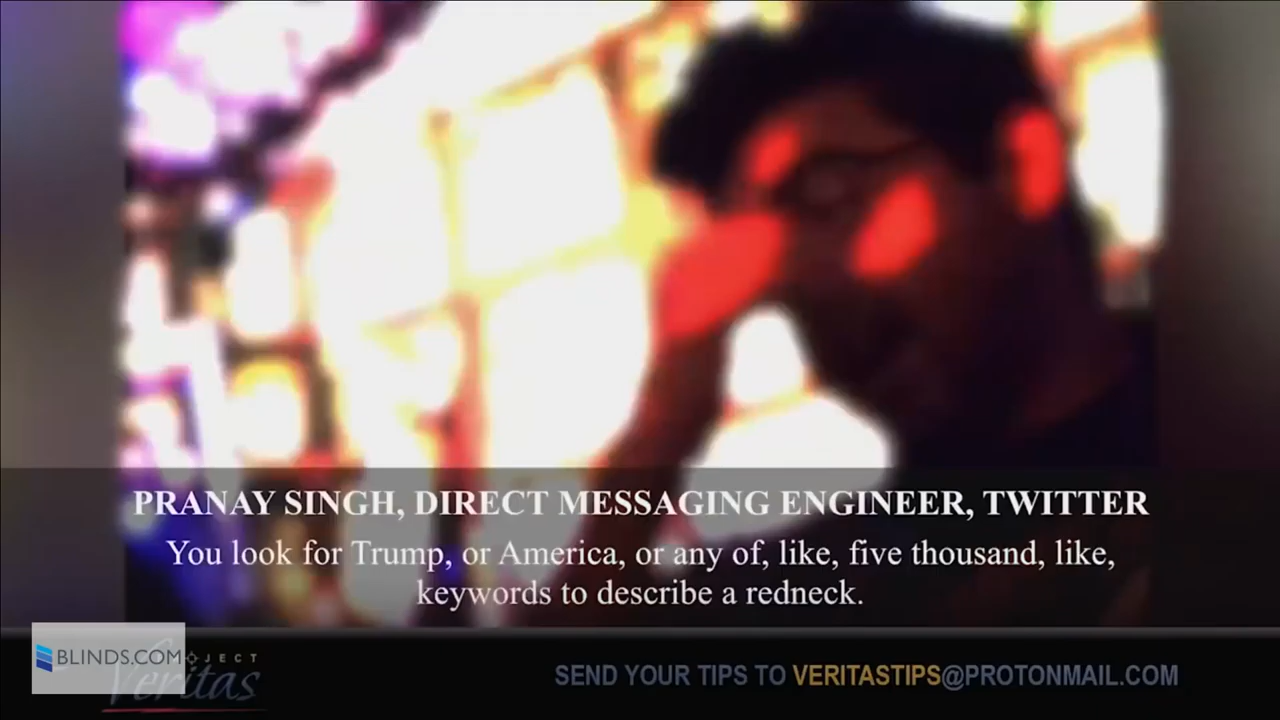 PRANAY SINGH, DIRECT MESSAGING ENGINEER, TWITTER
You look for Trump, or America, or any of, like, five thousand, like,
keywords to describe a redneck.
BLINDS.COM
OJECT
Veritas
SEND YOUR TIPS TO VERITASTIPS@PROTONMAIL.COM